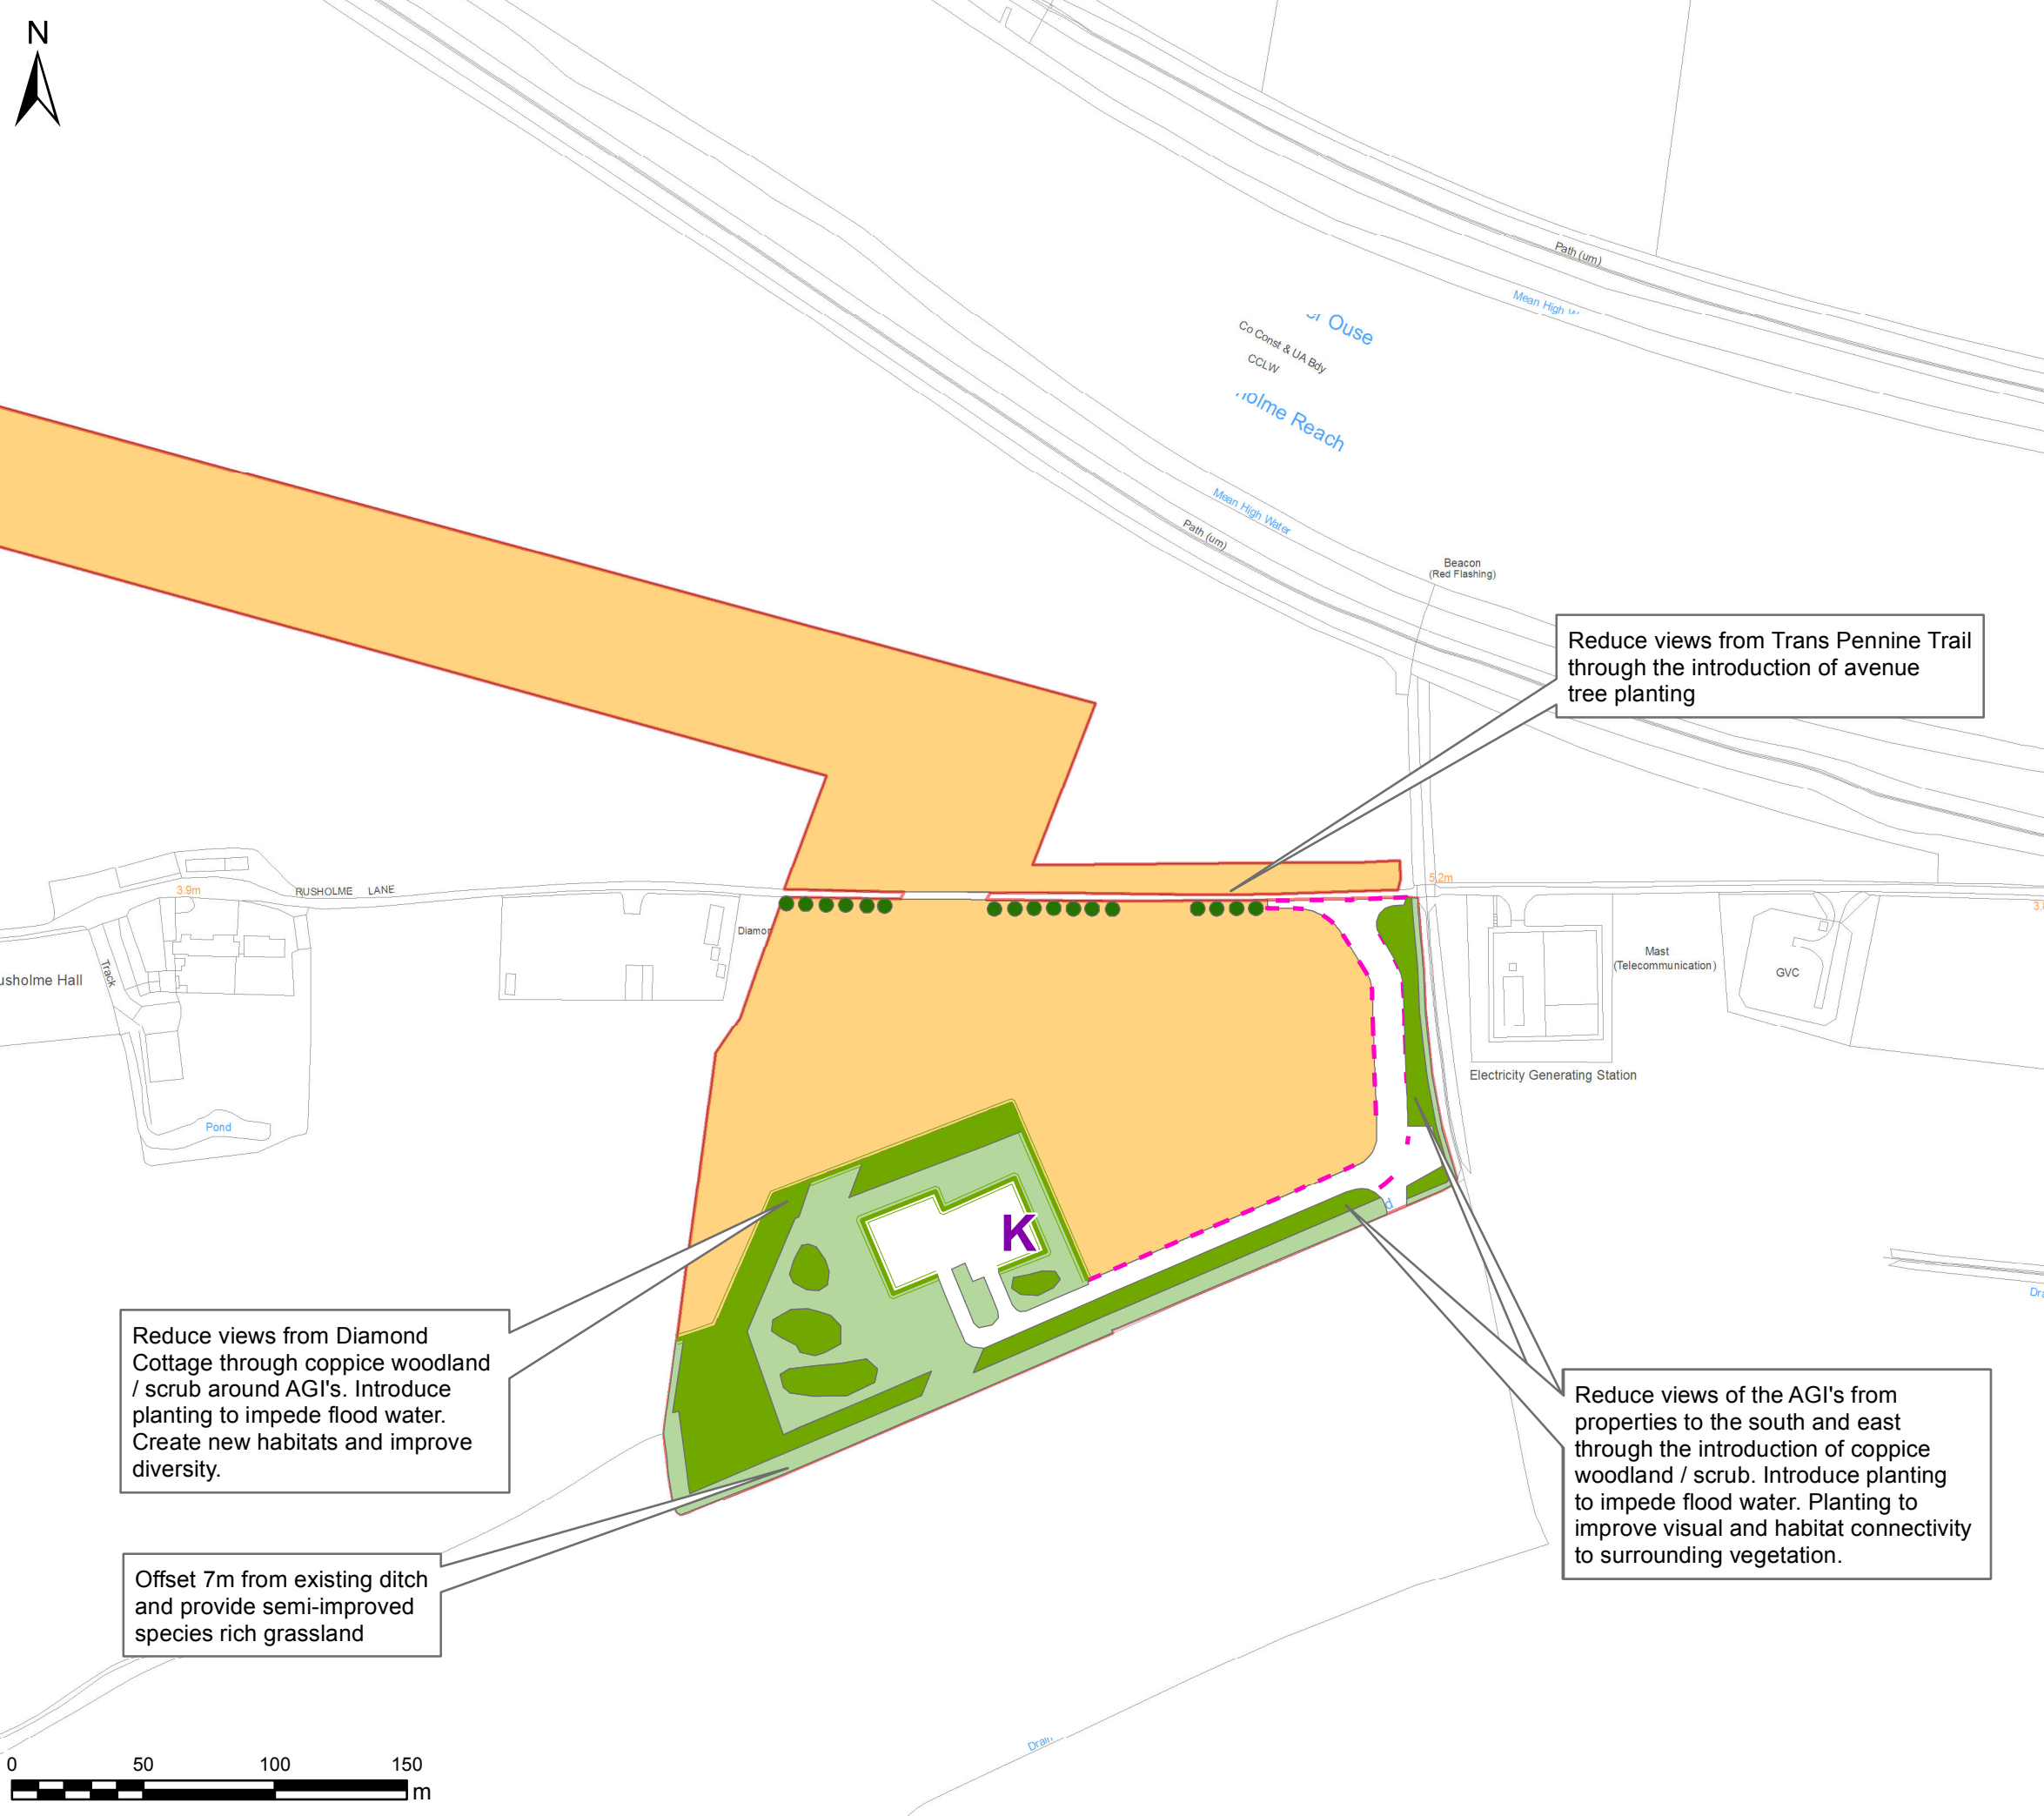 N
Path (um)
Mean High
Ouse
Co Const & UA Bdy
CCLW
Reach
Mean High Water
Path (um)
Beacon
(Red Flashing)
Reduce views from Trans Pennine Trail
through the introduction of avenue
tree planting
3.9m
RUSHOLME LANE
5.2m
Diamon
Mast
(Telecommunication)
GVC
usholme Hall
Track
Electricity Generating Station
Pond
K
d
Reduce views from Diamond
Cottage through coppice woodland
/ scrub around AGI's. Introduce
planting to impede flood water.
Create new habitats and improve
diversity.
Reduce views of the AGI's from
properties to the south and east
through the introduction of coppice
woodland / scrub. Introduce planting
to impede flood water. Planting to
improve visual and habitat connectivity
to surrounding vegetation.
Offset 7m from existing ditch
and provide semi-improved
species rich grassland
Drain
0 50 100 150
m